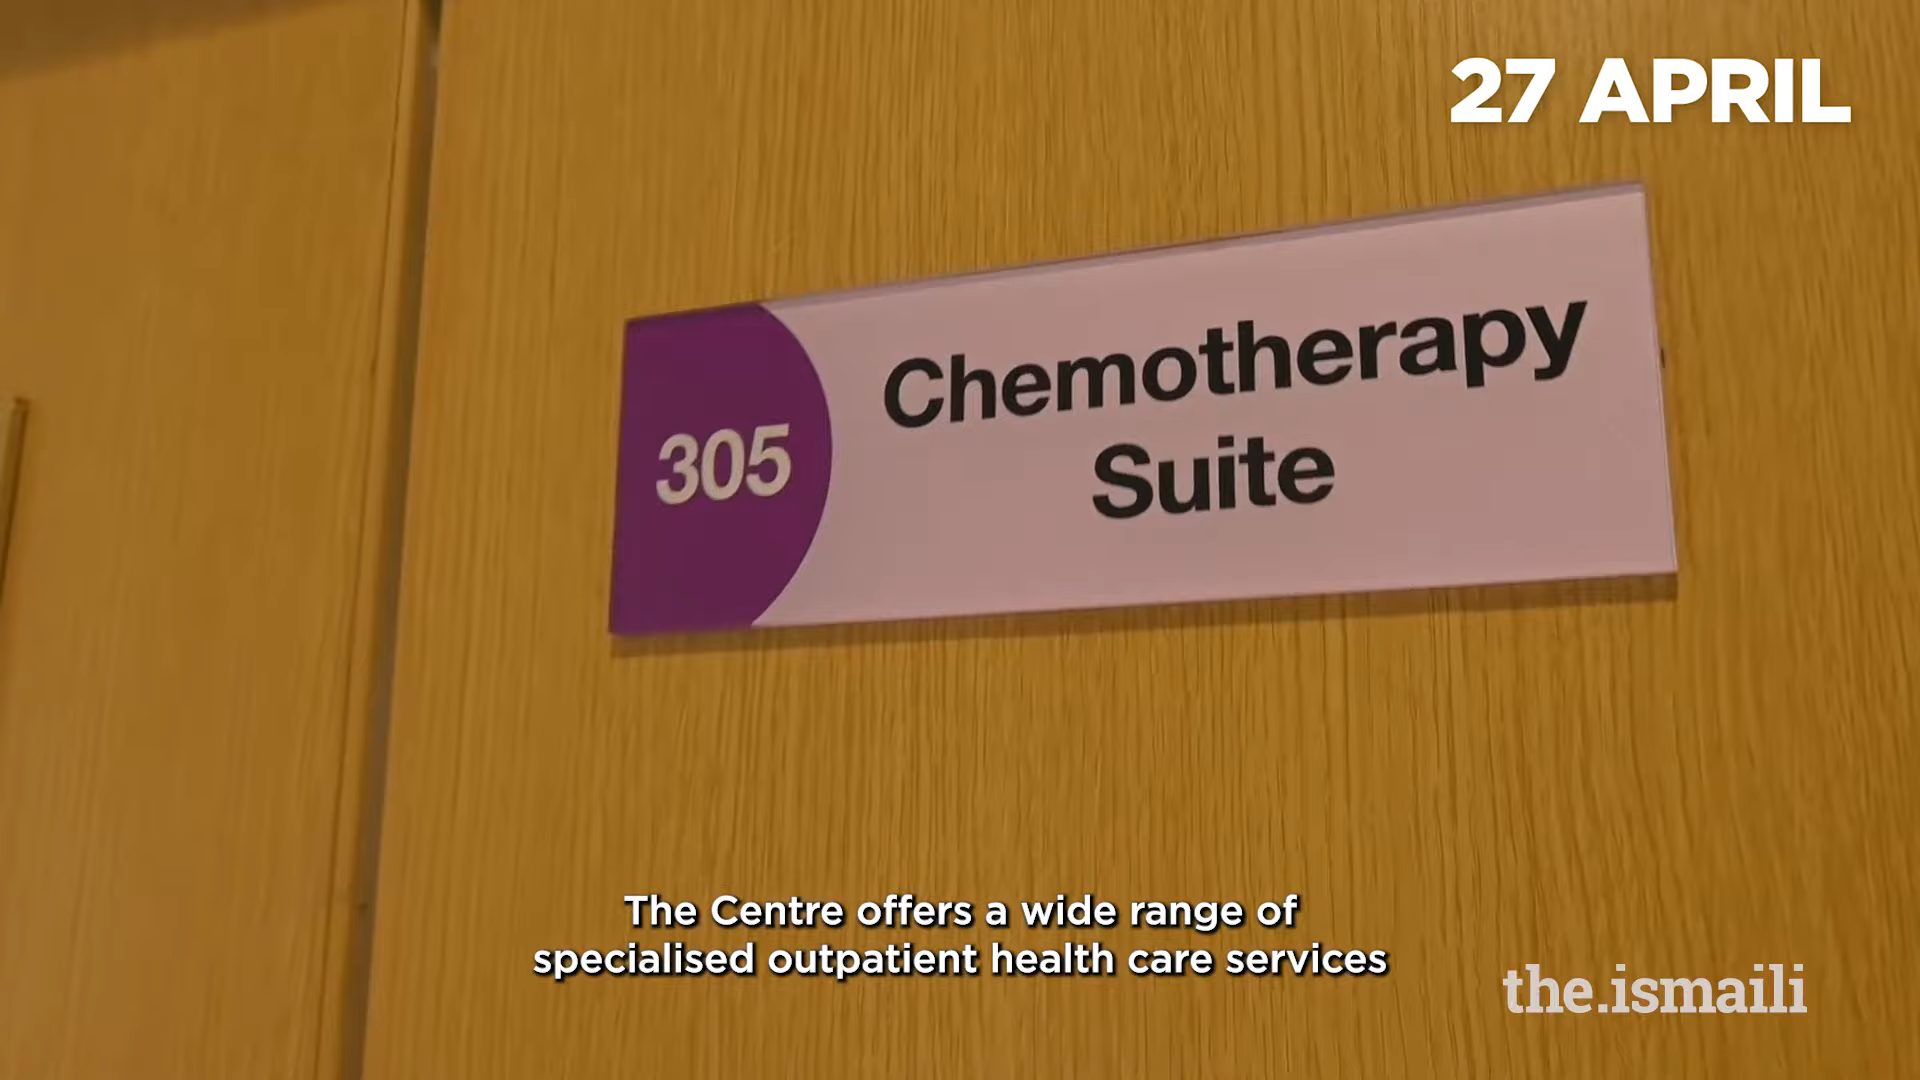 27 APRIL
305
Chemotherapy
Suite
The Centre offers a wide range of
specialised outpatient health care services
the.ismaili